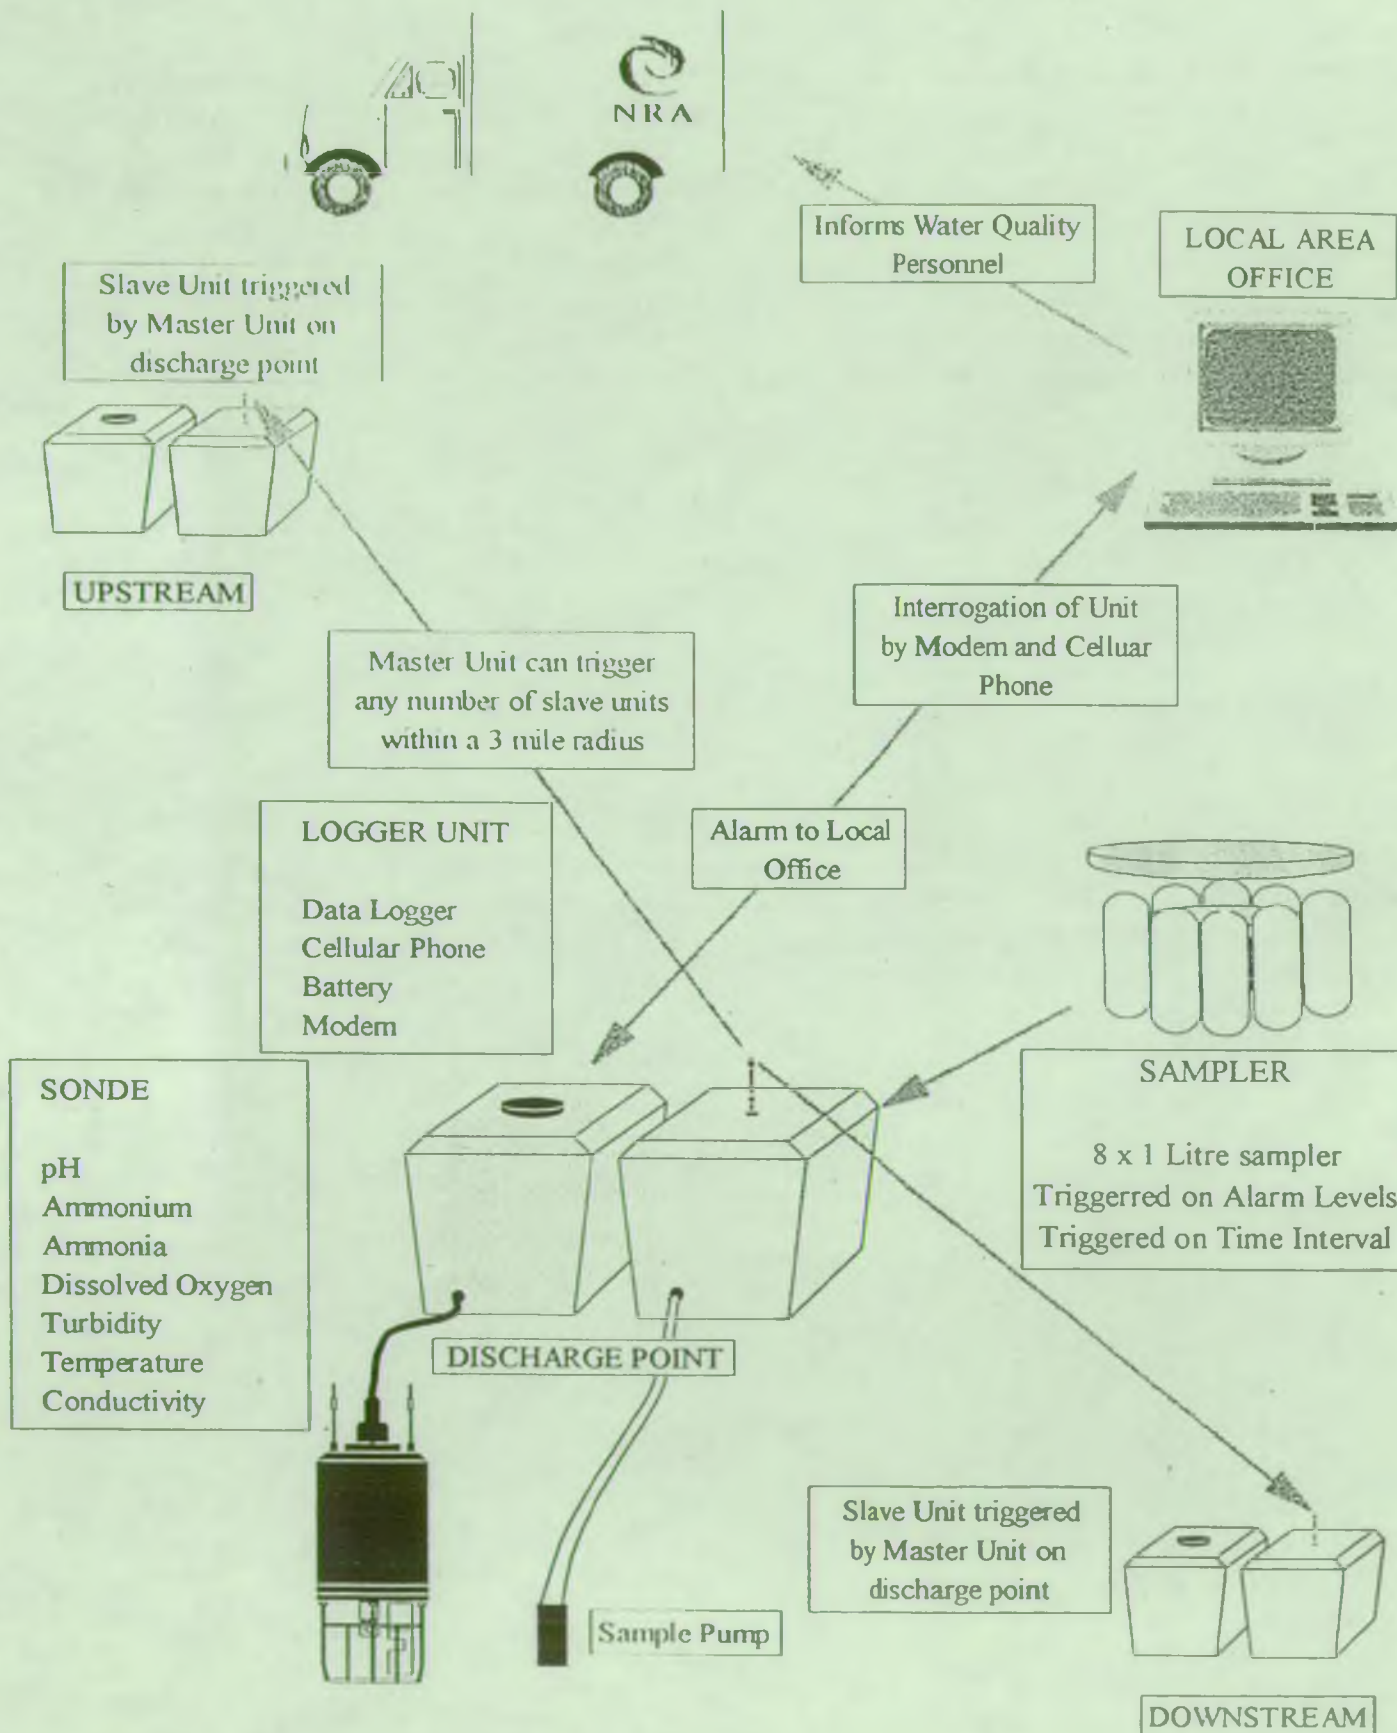 NRA
Informs Water Quality
Personnel
LOCAL AREA
OFFICE
Slave Unit triggered
by Master Unit on
discharge point
UPSTREAM
Interrogation of Unit
by Modem and Celluar
Phone
Master Unit can trigger
any number of slave units
within a 3 mile radius
LOGGER UNIT
Data Logger
Cellular Phone
Battery
Modem
Alarm to Local
Office
SONDE
pH
Ammonium
Ammonia
Dissolved Oxygen
Turbidity
Temperature
Conductivity
SAMPLER
8 x 1 Litre sampler
Triggerred on Alarm Levels
Triggered on Time Interval
DISCHARGE POINT
Slave Unit triggered
by Master Unit on
discharge point
Sample Pump
DOWNSTREAM